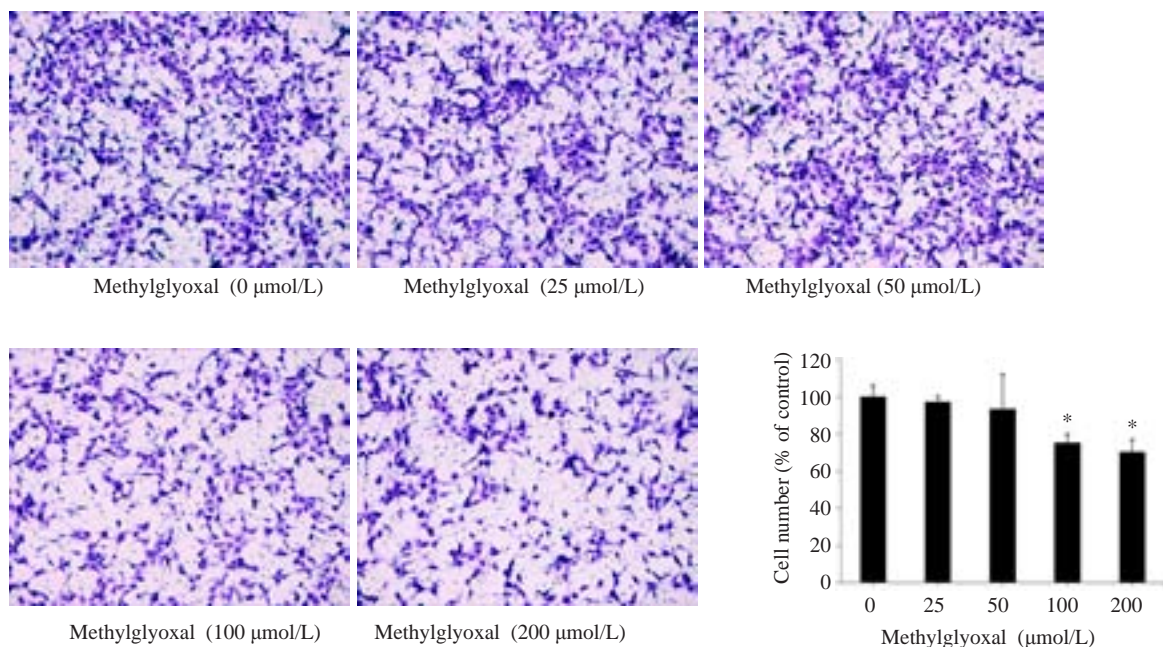 Methylglyoxal (0 μmol/L)
Methylglyoxal (25 μmol/L)
Methylglyoxal (50 μmol/L)
Methylglyoxal (100 μmol/L)
Methylglyoxal (200 μmol/L)
Cell number (% of control)
120
100
80
60
40
20
0
* *
0 25 50 100 200
Methylglyoxal (μmol/L)